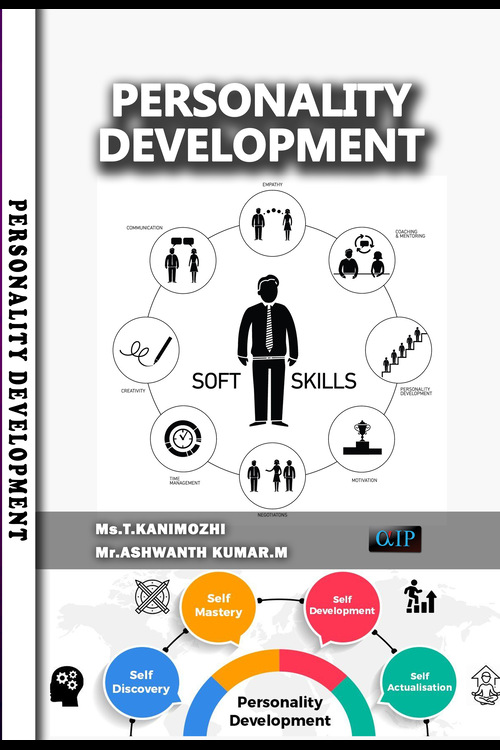 PERSONALITY DEVELOPMENT
PERSONALITY
DEVELOPMENT
EMPATHY
COMMUNICATION
COACHING
& MENTORING
CREATIVITY
SOFT SKILLS
PERSONALITY
DEVELOPMENT
TIME
MANAGEMENT
MOTIVATION
NEGOTIATONS
Ms.T.KANIMOZHI
Mr.ASHWANTH KUMAR.M
αIP
Self
Mastery
Self
Development
Self
Discovery
Self
Actualisation
Personality
Development